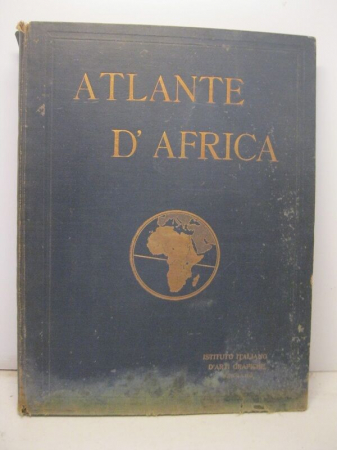 ATLANTE
D' AFRICA
ISTITUTO ITALIANO
D'ARTI GRAFICHE